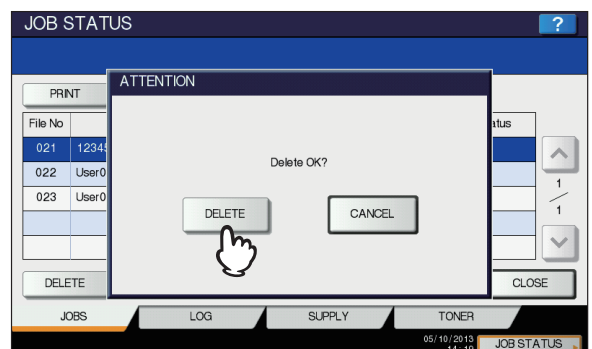 JOB STATUS
?
ATTENTION
PRINT
File No
atus
021 12345
022 User0
023 User0
Delete OK?
DELETE CANCEL
1
1
DELETE
CLOSE
JOBS LOG SUPPLY TONER
05/10/2013
JOB STATUS